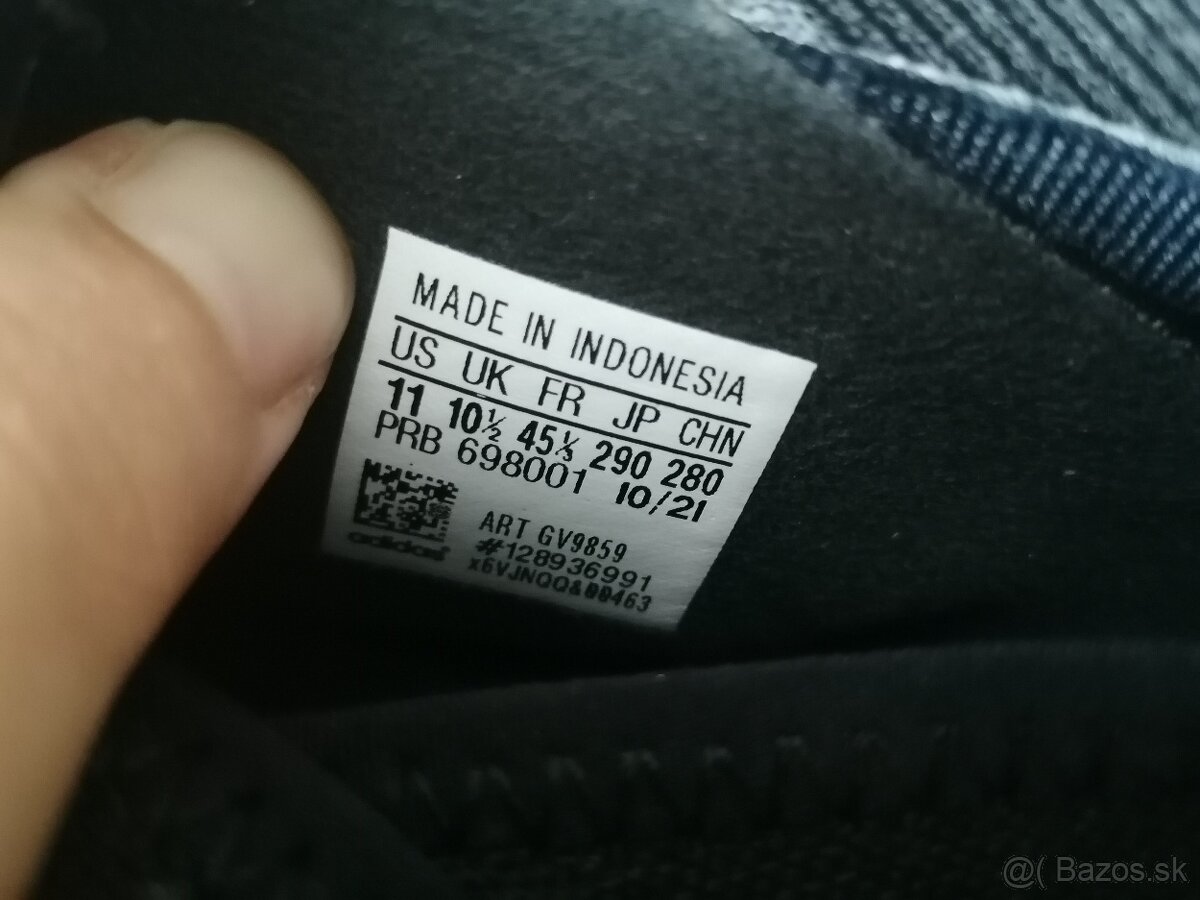 MADE IN INDONESIA
US UK FR JP CHN
11 10½ 45⅓ 290 280
PRB 698001 10/21
ART GV9859
#128936991
adidas
@( Bazos.sk